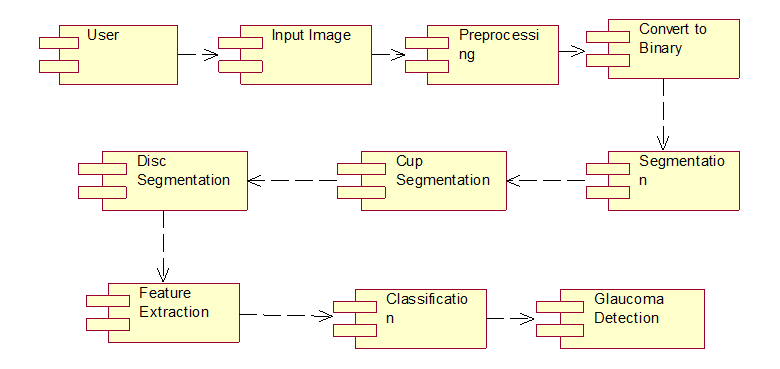 User
Input Image
Preprocessi
ng
Convert to
Binary
Disc
Segmentation
Cup
Segmentation
Segmentatio
n
Feature
Extraction
Classificatio
n
Glaucoma
Detection